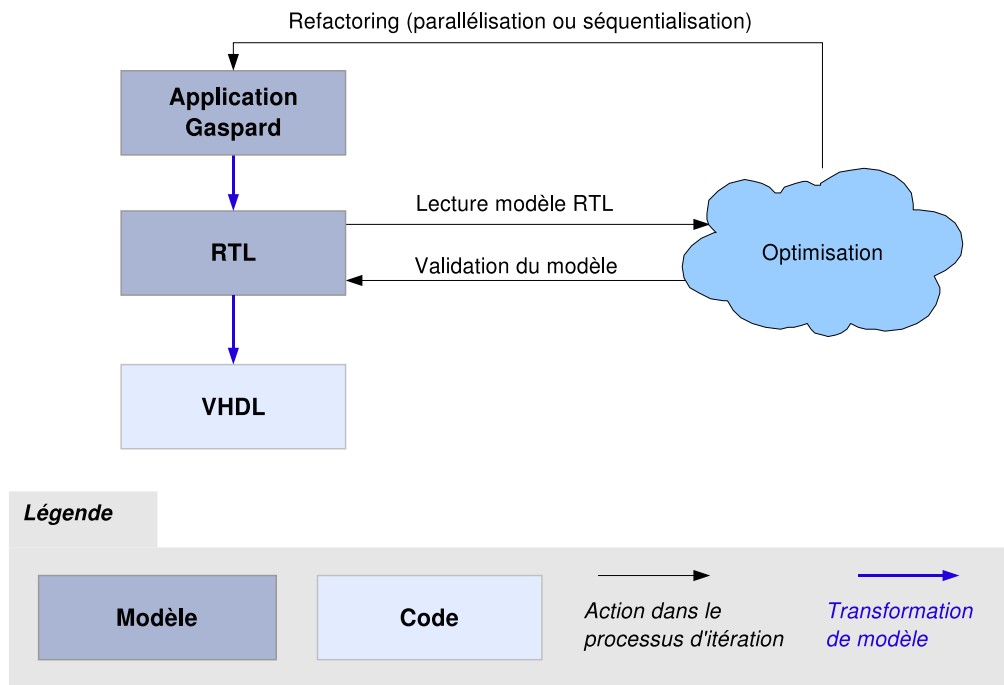 Refactoring (parallélisation ou séquentialisation)
Application
Gaspard
Lecture modèle RTL
RTL
Optimisation
Validation du modèle
VHDL
Légende
Modèle
Code
Action dans le
processus d'itération
Transformation
de modèle